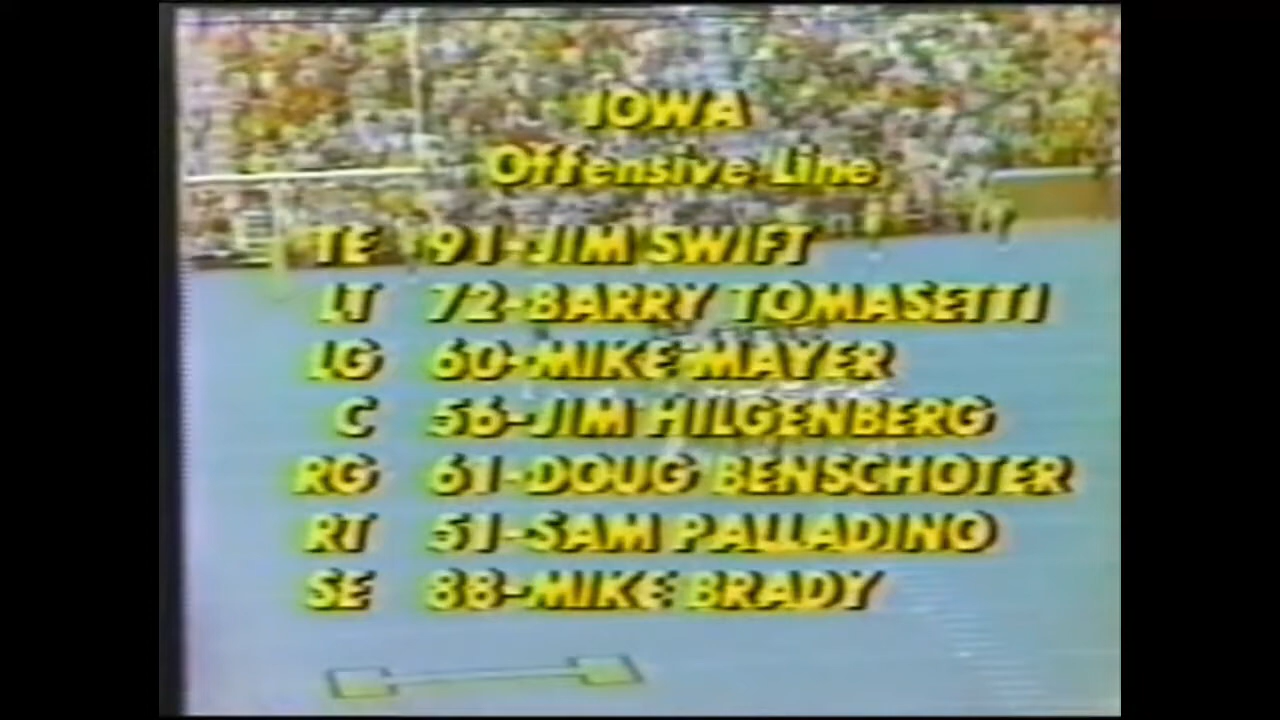 IOWA
Offensive Line
TE 91-JIM SWIFT
LT 72-BARRY TOMASETTI
LG 60-MIKE MAYER
C 56-JIM HILGENBERG
RG 61-DOUG BENSCHOTER
RT 51-SAM PALLADINO
SE 88-MIKE BRADY